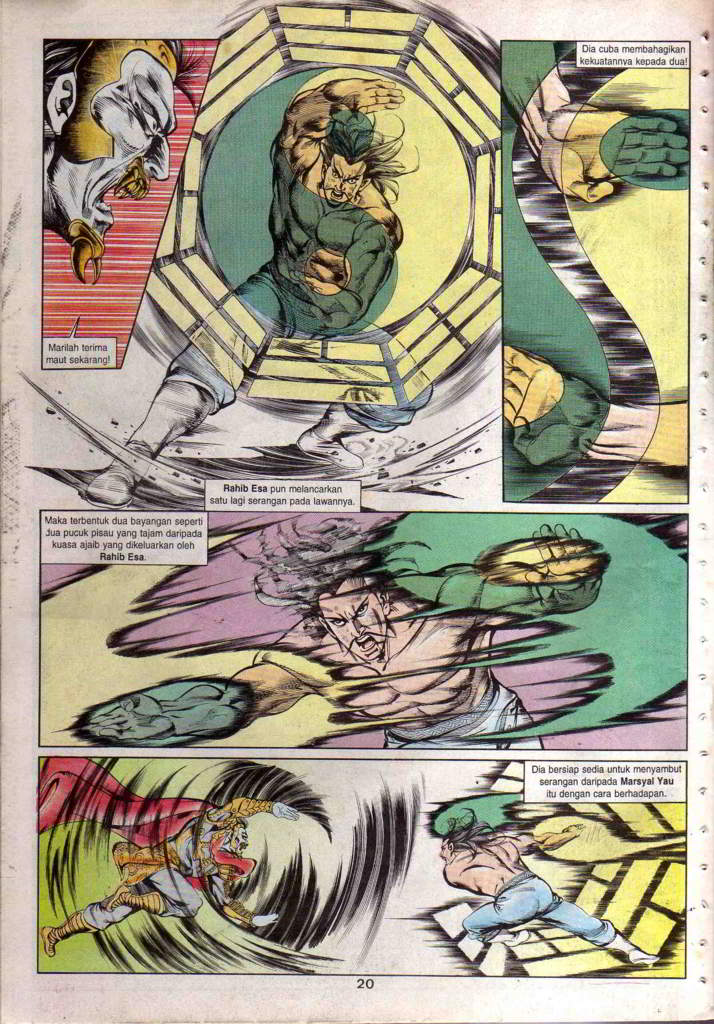 Marilah terima
maut sekarang!
Dia cuba membahagikan
kekuatannya kepada dua!
Rahib Esa pun melancarkan
satu lagi serangan pada lawannya.
Maka terbentuk dua bayangan seperti
dua pucuk pisau yang tajam daripada
kuasa ajaib yang dikeluarkan oleh
Rahib Esa.
Dia bersiap sedia untuk menyambut
serangan daripada Marsyal Yau
itu dengan cara berhadapan.
20